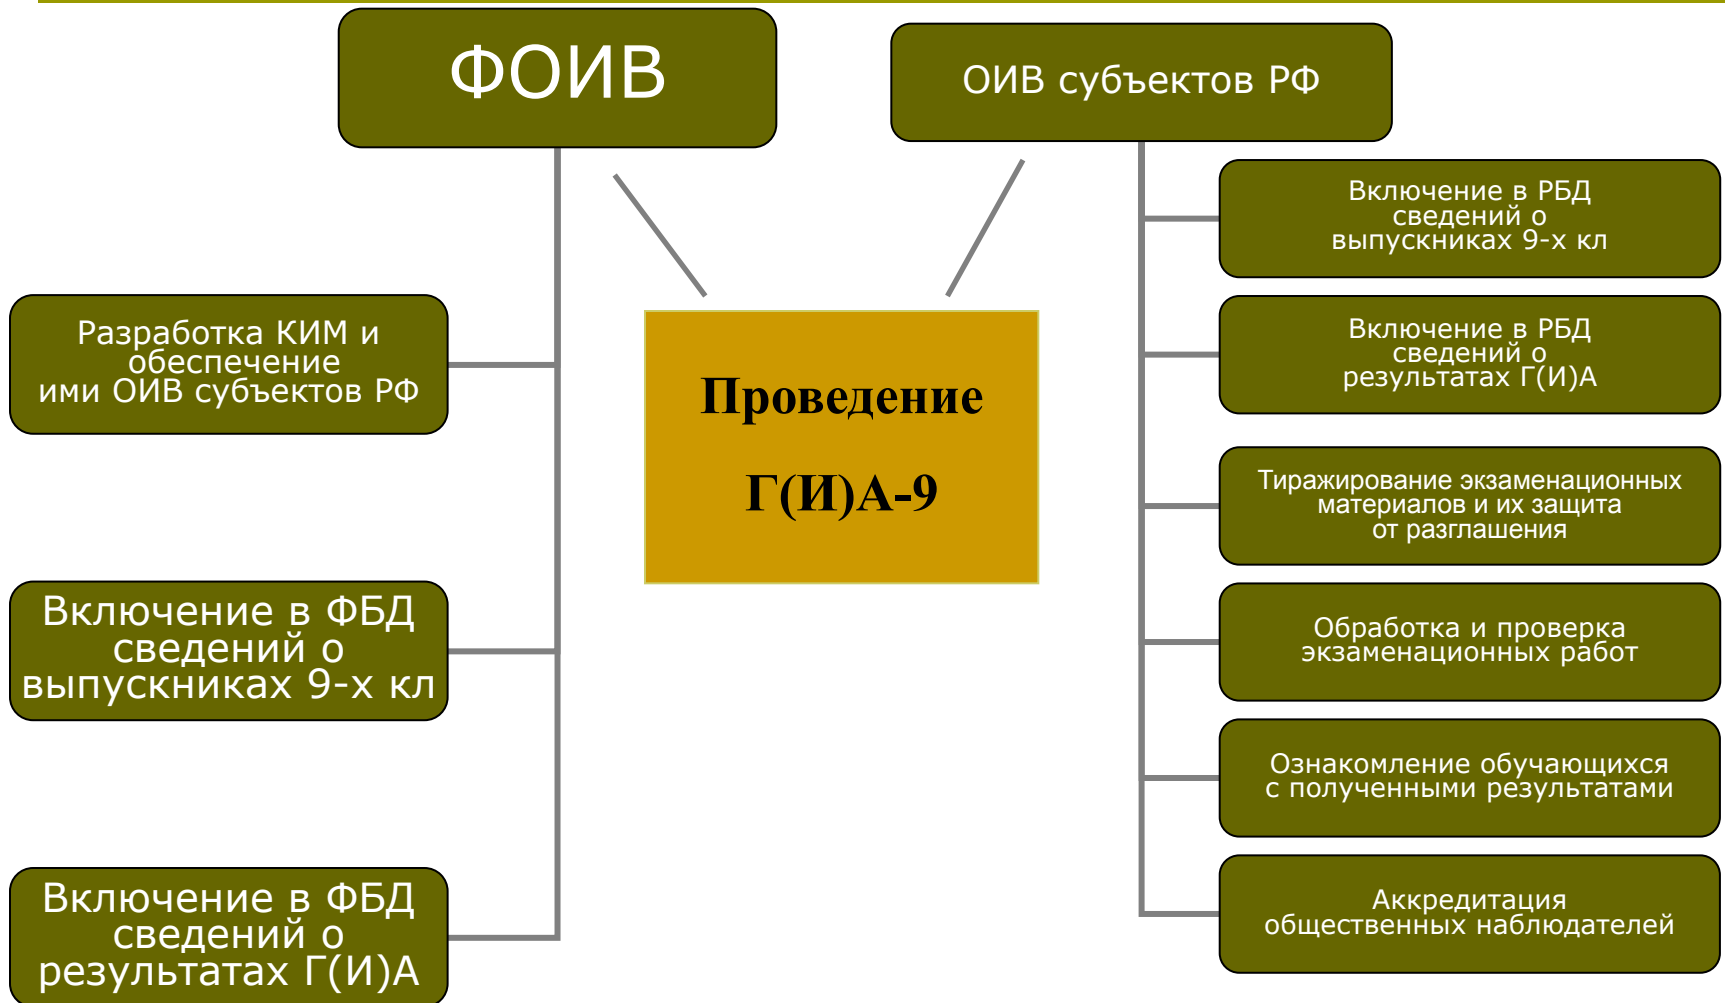 ФОИВ
ОИВ субъектов РФ
Разработка КИМ и
обеспечение
ими ОИВ субъектов РФ
Включение в ФБД
сведений о
выпускниках 9-х кл
Включение в ФБД
сведений о
результатах Г(И)А
Проведение
Г(И)А-9
Включение в РБД
сведений о
выпускниках 9-х кл
Включение в РБД
сведений о
результатах Г(И)А
Тиражирование экзаменационных
материалов и их защита
от разглашения
Обработка и проверка
экзаменационных работ
Ознакомление обучающихся
с полученными результатами
Аккредитация
общественных наблюдателей